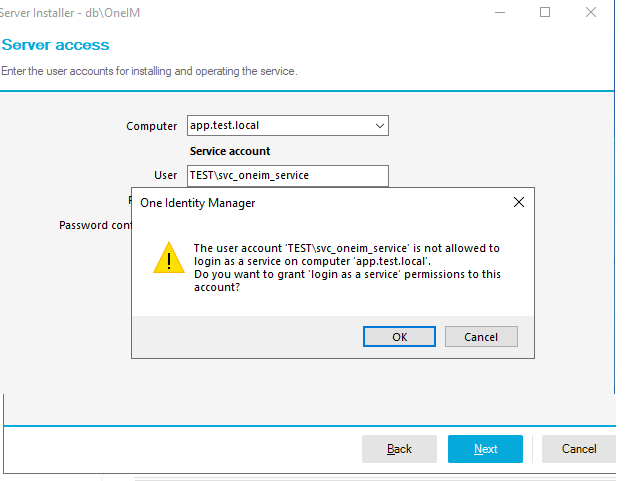 Server Installer - db\OneIM
Server access
Enter the user accounts for installing and operating the service.
Computer app.test.local
Service account
User TEST\svc_oneim_service
One Identity Manager
Password con
The user account 'TEST\svc_oneim_service' is not allowed to
login as a service on computer 'app.test.local'.
Do you want to grant 'login as a service' permissions to this
account?
OK Cancel
Back Next Cancel